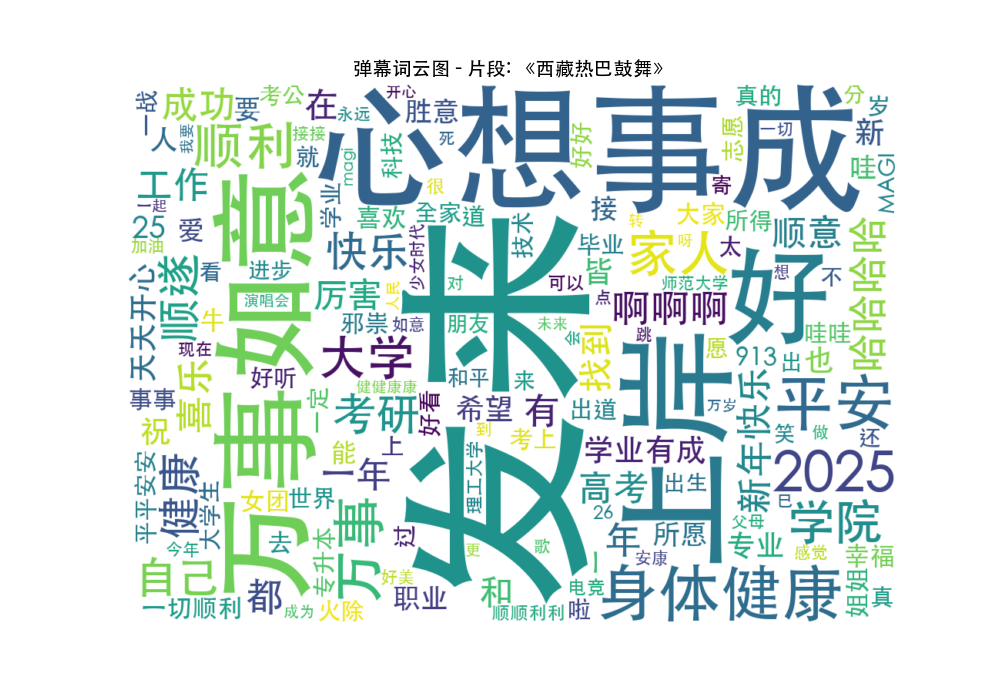 弹幕词云图 - 片段: 《西藏热巴鼓舞》
心想事成
发来
万事如意
上岸
好
2025
平安
身体健康
家人
大学
顺利
成功
要
考公
在
开心
永远
胜意
死
真的
分
岁
一战
人
我要
接接
就
magi
科技
好好
志愿
一切
新
哇
MAGI
工作
一起
25
加油
爱
学业
喜欢
很
全家
道
技术
接
寄
大家
所得
顺意
毕业
转
呀
太
哈哈哈哈哈
天天开心
顺遂
看
进步
快乐
少女时代
对
皆
可以
师范大学
想
不
演唱会
人民
厉害
点
啊啊啊
牛
现在
邪祟
如意
朋友
未来
会
找到
跳
愿
哇哇
913
出
也
喜乐
好听
健健康康
和平
来
万岁
事事
一定
考研
好看
希望
有
出道
新年快乐
笑
做
还
祝
能
上
到
考上
学业有成
平平安安
健康
大学生
一年
理工大学
高考
出生
巳
女团
世界
26
父母
学院
去
万事
过
更
歌
年
所愿
专业
感觉
幸福
今年
专升本
安康
自己
好美
职业
和
电竞
姐姐
真
一切顺利
都
成为
火除
顺顺利利
啦